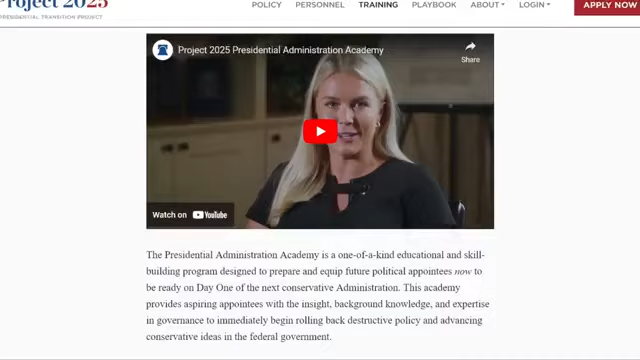 Project 2025
PRESIDENTIAL TRANSITION PROJECT
POLICY PERSONNEL TRAINING PLAYBOOK ABOUT LOGIN APPLY NOW
Project 2025 Presidential Administration Academy
Share
Watch on YouTube
The Presidential Administration Academy is a one-of-a-kind educational and skill-
building program designed to prepare and equip future political appointees now to
be ready on Day One of the next conservative Administration. This academy
provides aspiring appointees with the insight, background knowledge, and expertise
in governance to immediately begin rolling back destructive policy and advancing
conservative ideas in the federal government.